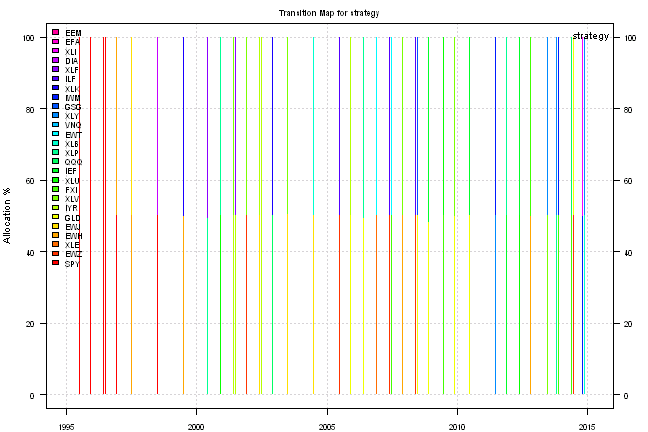 Transition Map for strategy
strategy
EEM
EFA
XLI
DIA
XLF
ILF
XLK
IWM
GSG
XLY
VNQ
EWT
XLB
XLP
QQQ
IEF
XLU
FXI
XLV
IYR
GLD
EWJ
EWH
XLE
EWZ
SPY
Allocation %
100 100
80 80
60 60
40 40
20 20
0 0
1995 2000 2005 2010 2015